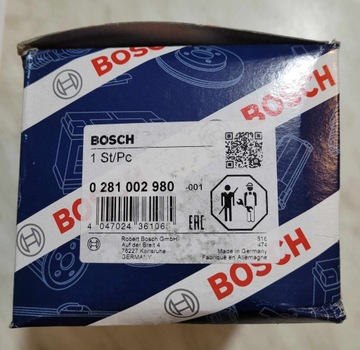 BOSCH
BOSCH
BOSCH
1 St/Pc
0 281 002 980
-001
4 047024 36106
EAC
Robert Bosch GmbH
Auf der Breit 4
76227 Karlsruhe
GERMANY
Made in Germany
Fabriqué en Allemagne
BOSCH